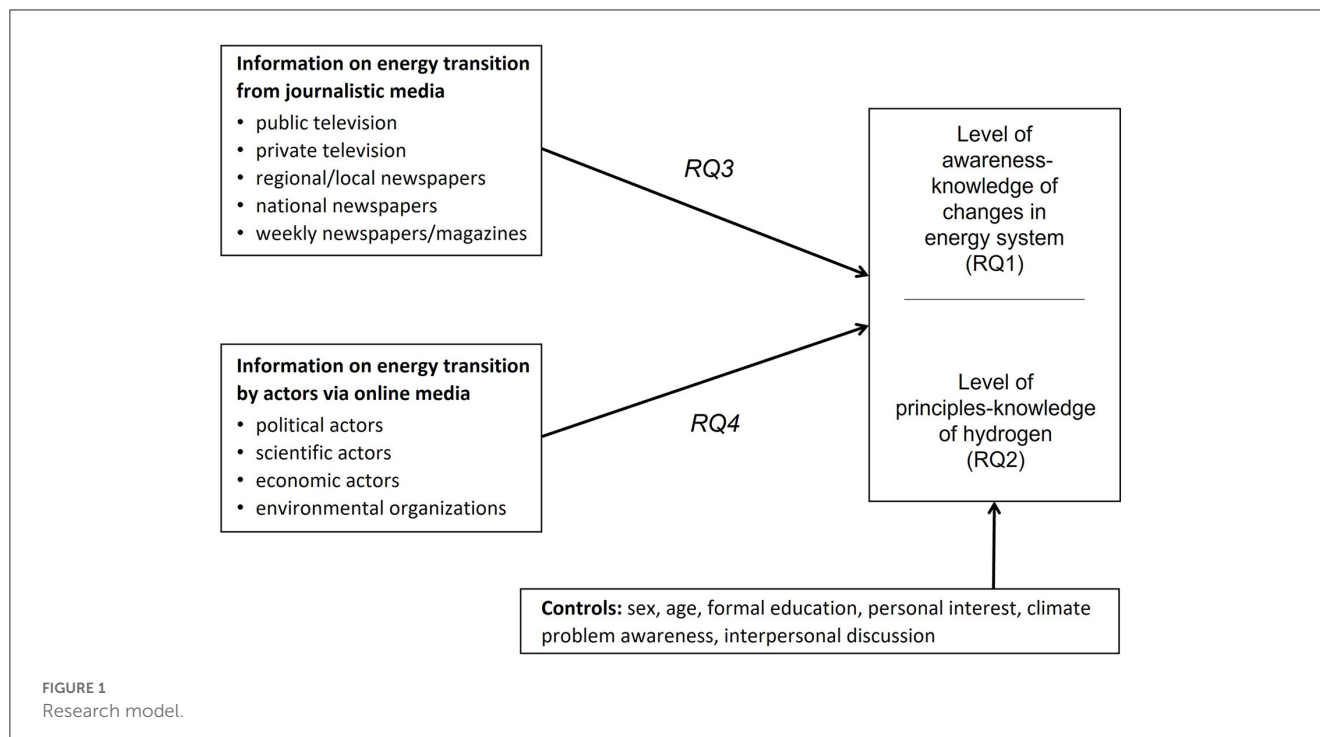 Information on energy transition
from journalistic media
• public television
• private television
• regional/local newspapers
• national newspapers
• weekly newspapers/magazines
RQ3
Level of
awareness-
knowledge of
changes in
energy system
(RQ1)
Information on energy transition
by actors via online media
• political actors
• scientific actors
• economic actors
• environmental organizations
RQ4
Level of
principles-knowledge
of hydrogen
(RQ2)
Controls: sex, age, formal education, personal interest, climate
problem awareness, interpersonal discussion
FIGURE 1
Research model.